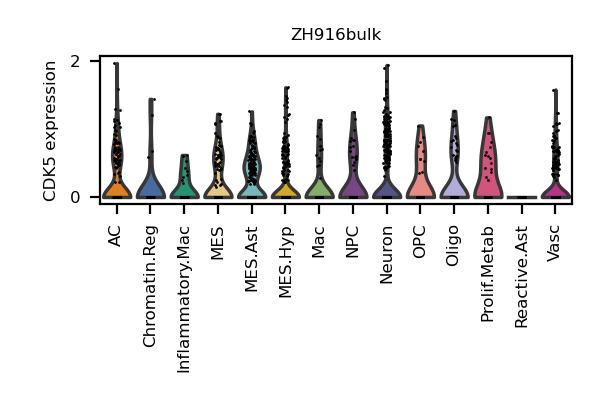 ZH916bulk
CDK5 expression
2
0
AC
Chromatin.Reg
Inflammatory.Mac
MES
MES.Ast
MES.Hyp
Mac
NPC
Neuron
OPC
Oligo
Prolif.Metab
Reactive.Ast
Vasc